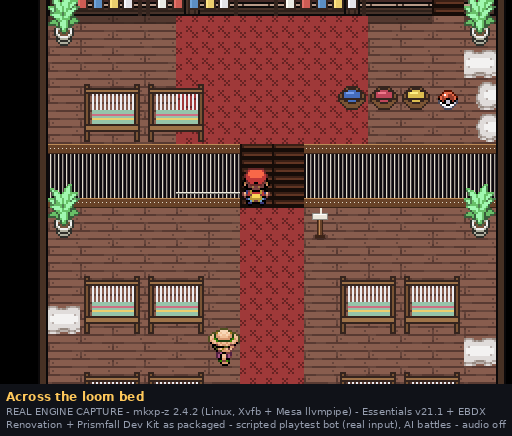 Across the loom bed
REAL ENGINE CAPTURE - mkxp-z 2.4.2 (Linux, Xvfb + Mesa llvmpipe) - Essentials v21.1 + EBDX
Renovation + Prismfall Dev Kit as packaged - scripted playtest bot (real input), AI battles - audio off